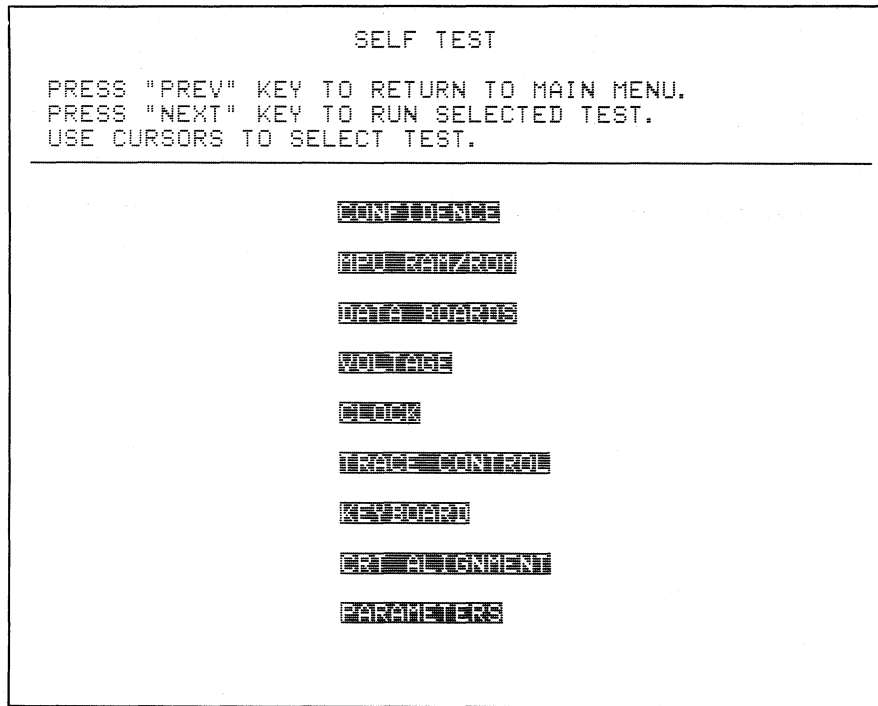 SELF TEST
PRESS "PREV" KEY TO RETURN TO MAIN MENU.
PRESS "NEXT" KEY TO RUN SELECTED TEST.
USE CURSORS TO SELECT TEST.
CONFIDENCE
MPU RAM/ROM
DATA BOARDS
VOLTAGE
CLOCK
TRACE CONTROL
KEYBOARD
CRT ALIGNMENT
PARAMETERS